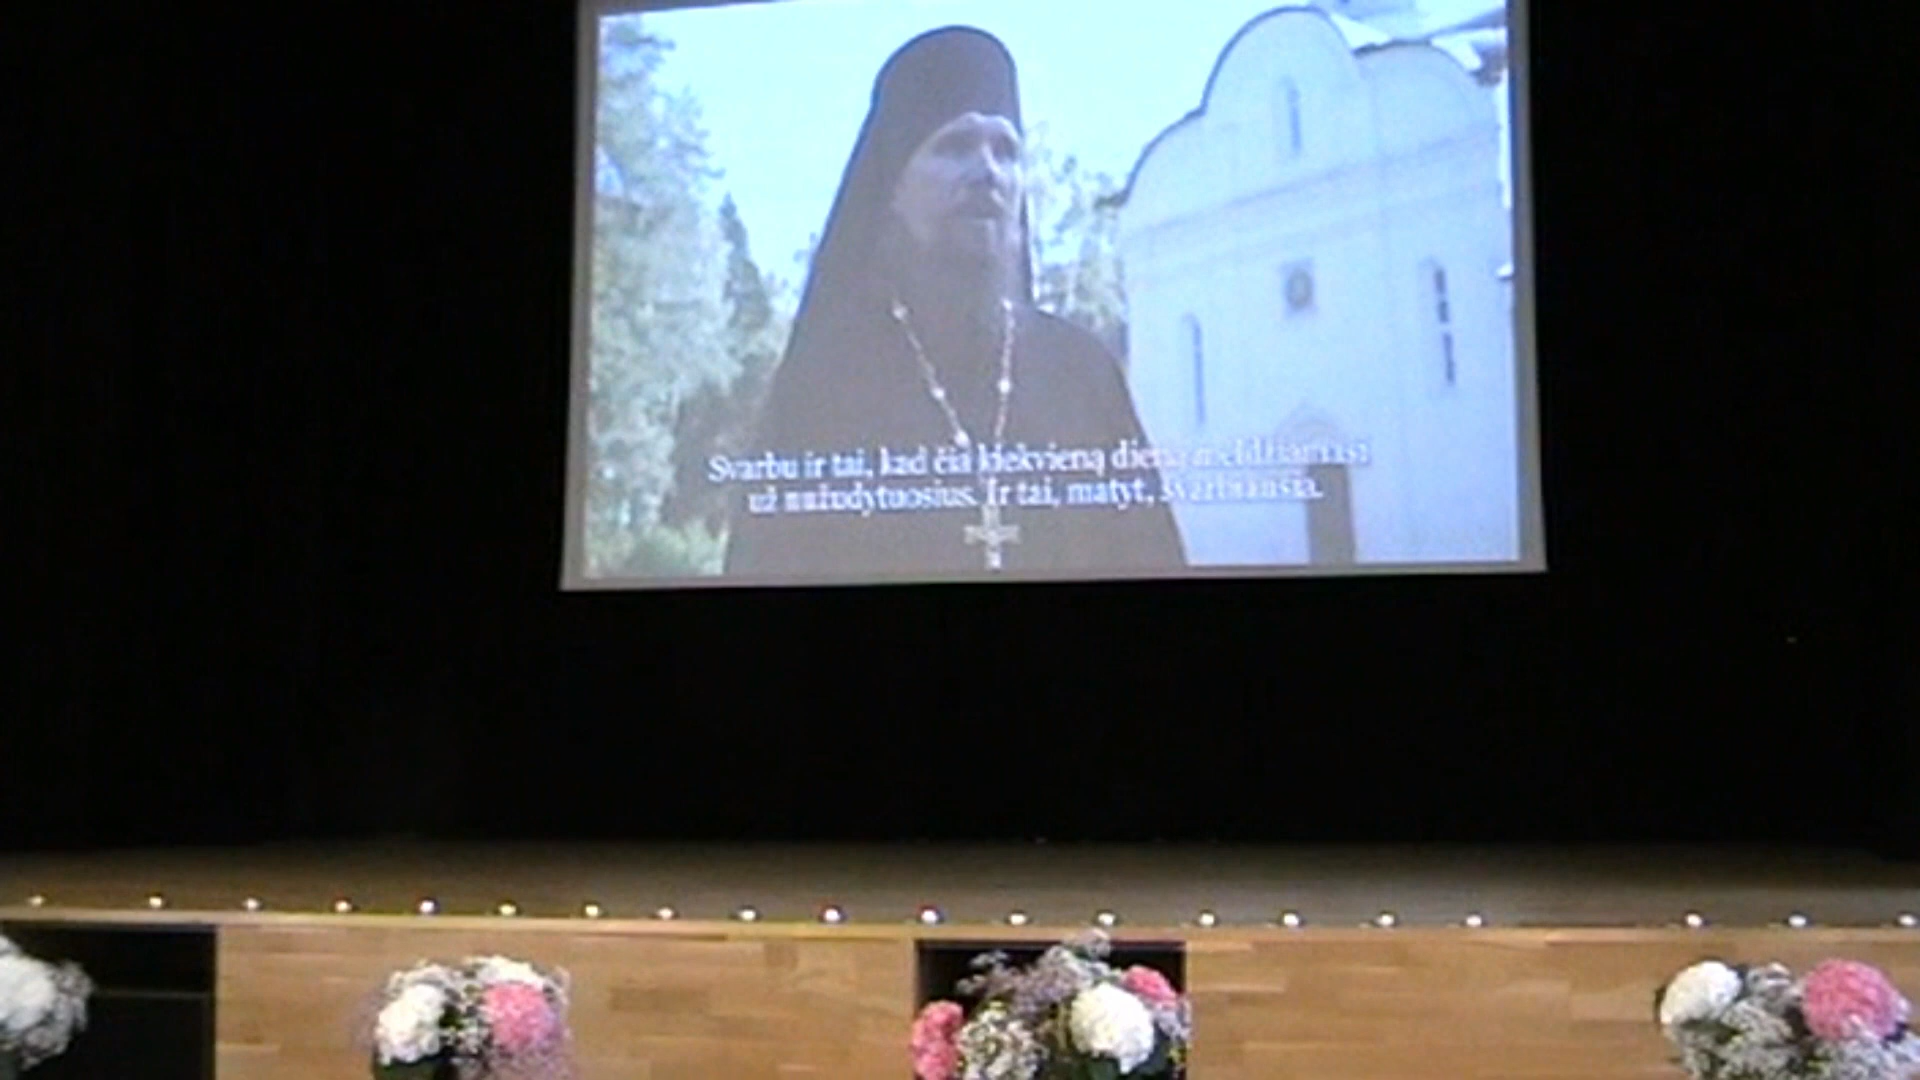 Svarbu ir tai, kad čia kiekvieną dieną meldžiamasi
už nužudytuosius. Ir tai, matyt, svarbiausia.